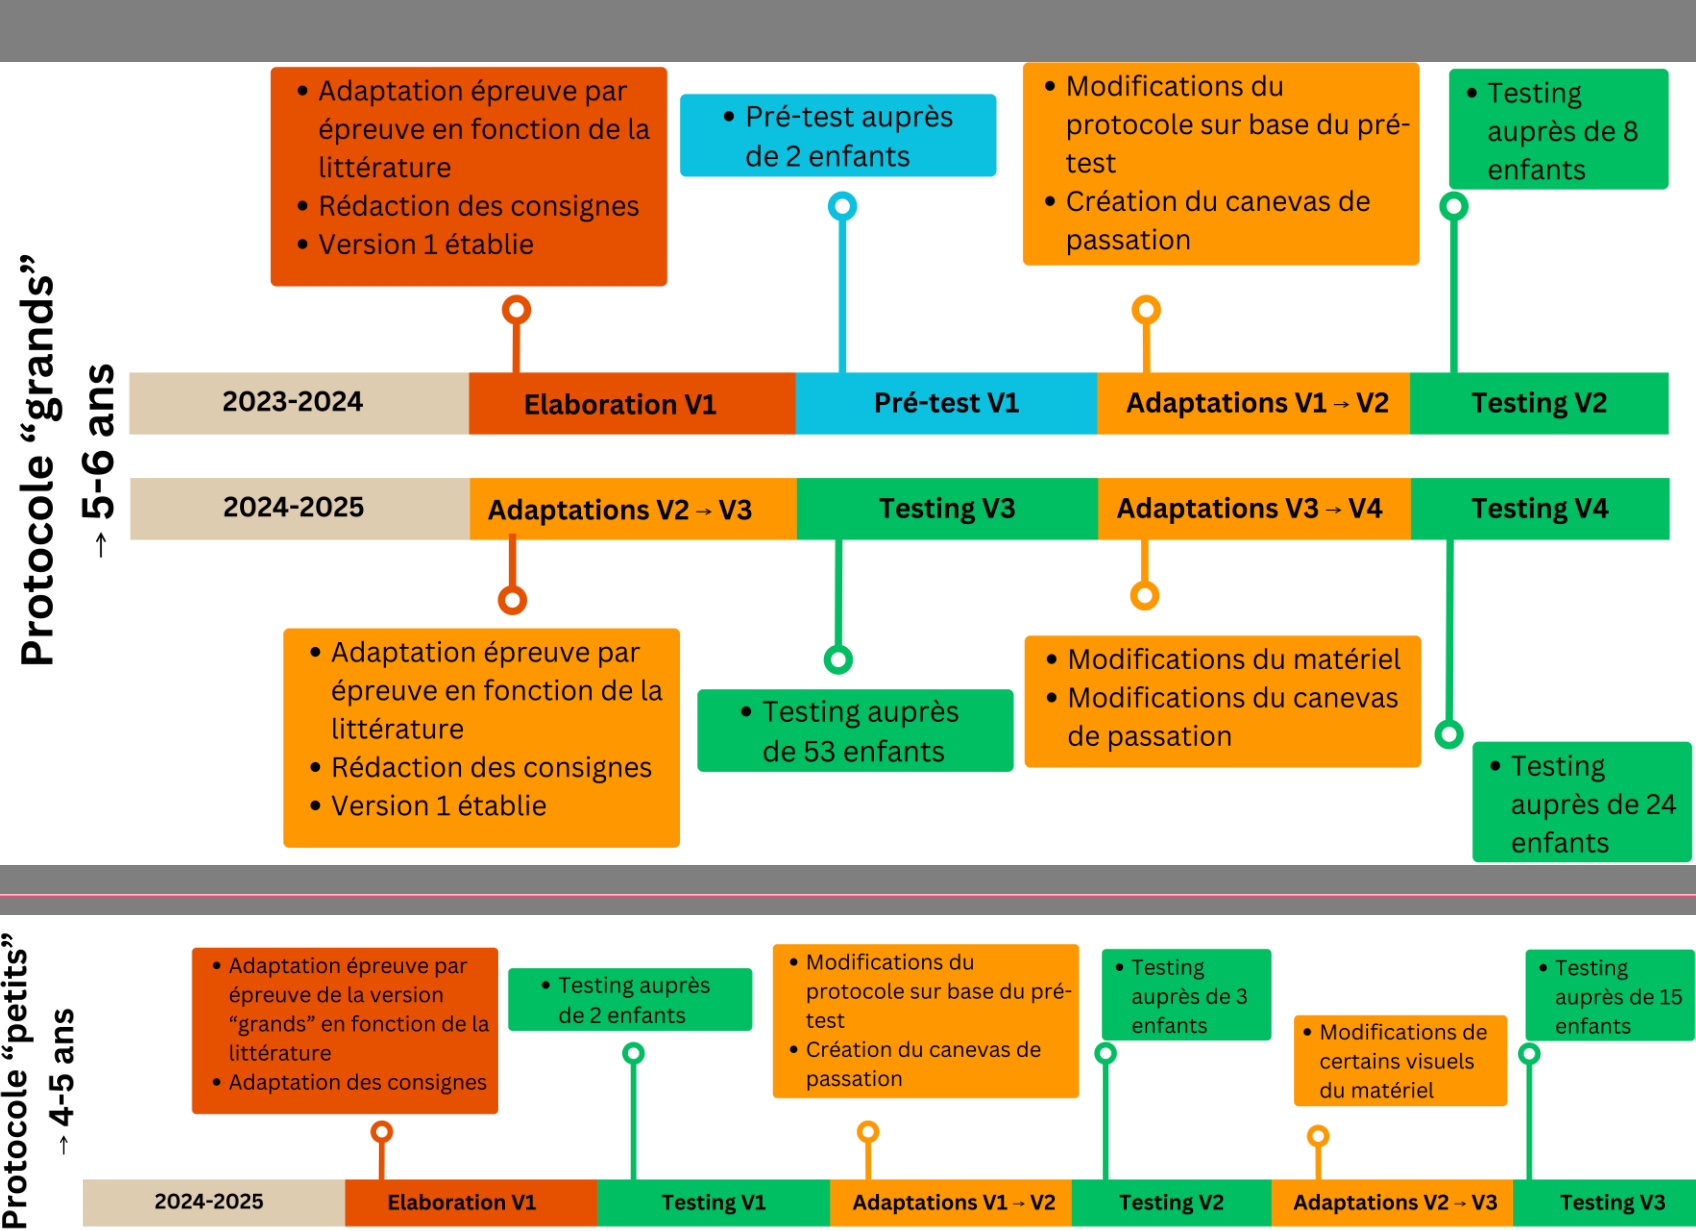 Protocole “grands”
→ 5-6 ans
• Adaptation épreuve par
épreuve en fonction de la
littérature
• Rédaction des consignes
• Version 1 établie
• Pré-test auprès
de 2 enfants
• Modifications du
protocole sur base du pré-
test
• Création du canevas de
passation
• Testing
auprès de 8
enfants
2023-2024
Elaboration V1
Pré-test V1
Adaptations V1 → V2
Testing V2
2024-2025
Adaptations V2 → V3
Testing V3
Adaptations V3 → V4
Testing V4
• Adaptation épreuve par
épreuve en fonction de la
littérature
• Rédaction des consignes
• Version 1 établie
• Testing auprès
de 53 enfants
• Modifications du matériel
• Modifications du canevas
de passation
• Testing
auprès de 24
enfants
Protocole “petits”
→ 4-5 ans
• Adaptation épreuve par
épreuve de la version
“grands” en fonction de la
littérature
• Adaptation des consignes
• Testing auprès
de 2 enfants
• Modifications du
protocole sur base du pré-
test
• Création du canevas de
passation
• Testing
auprès de 3
enfants
• Modifications de
certains visuels
du matériel
• Testing
auprès de 15
enfants
2024-2025
Elaboration V1
Testing V1
Adaptations V1 → V2
Testing V2
Adaptations V2 → V3
Testing V3